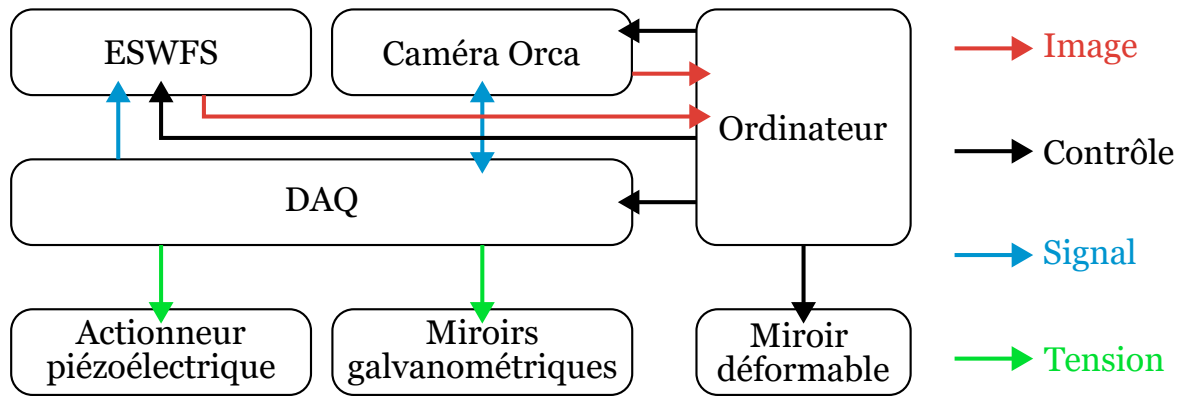 ESWFS
Caméra Orca
Ordinateur
DAQ
Actionneur
piézoélectrique
Miroirs
galvanométriques
Miroir
déformable
Image
Contrôle
Signal
Tension